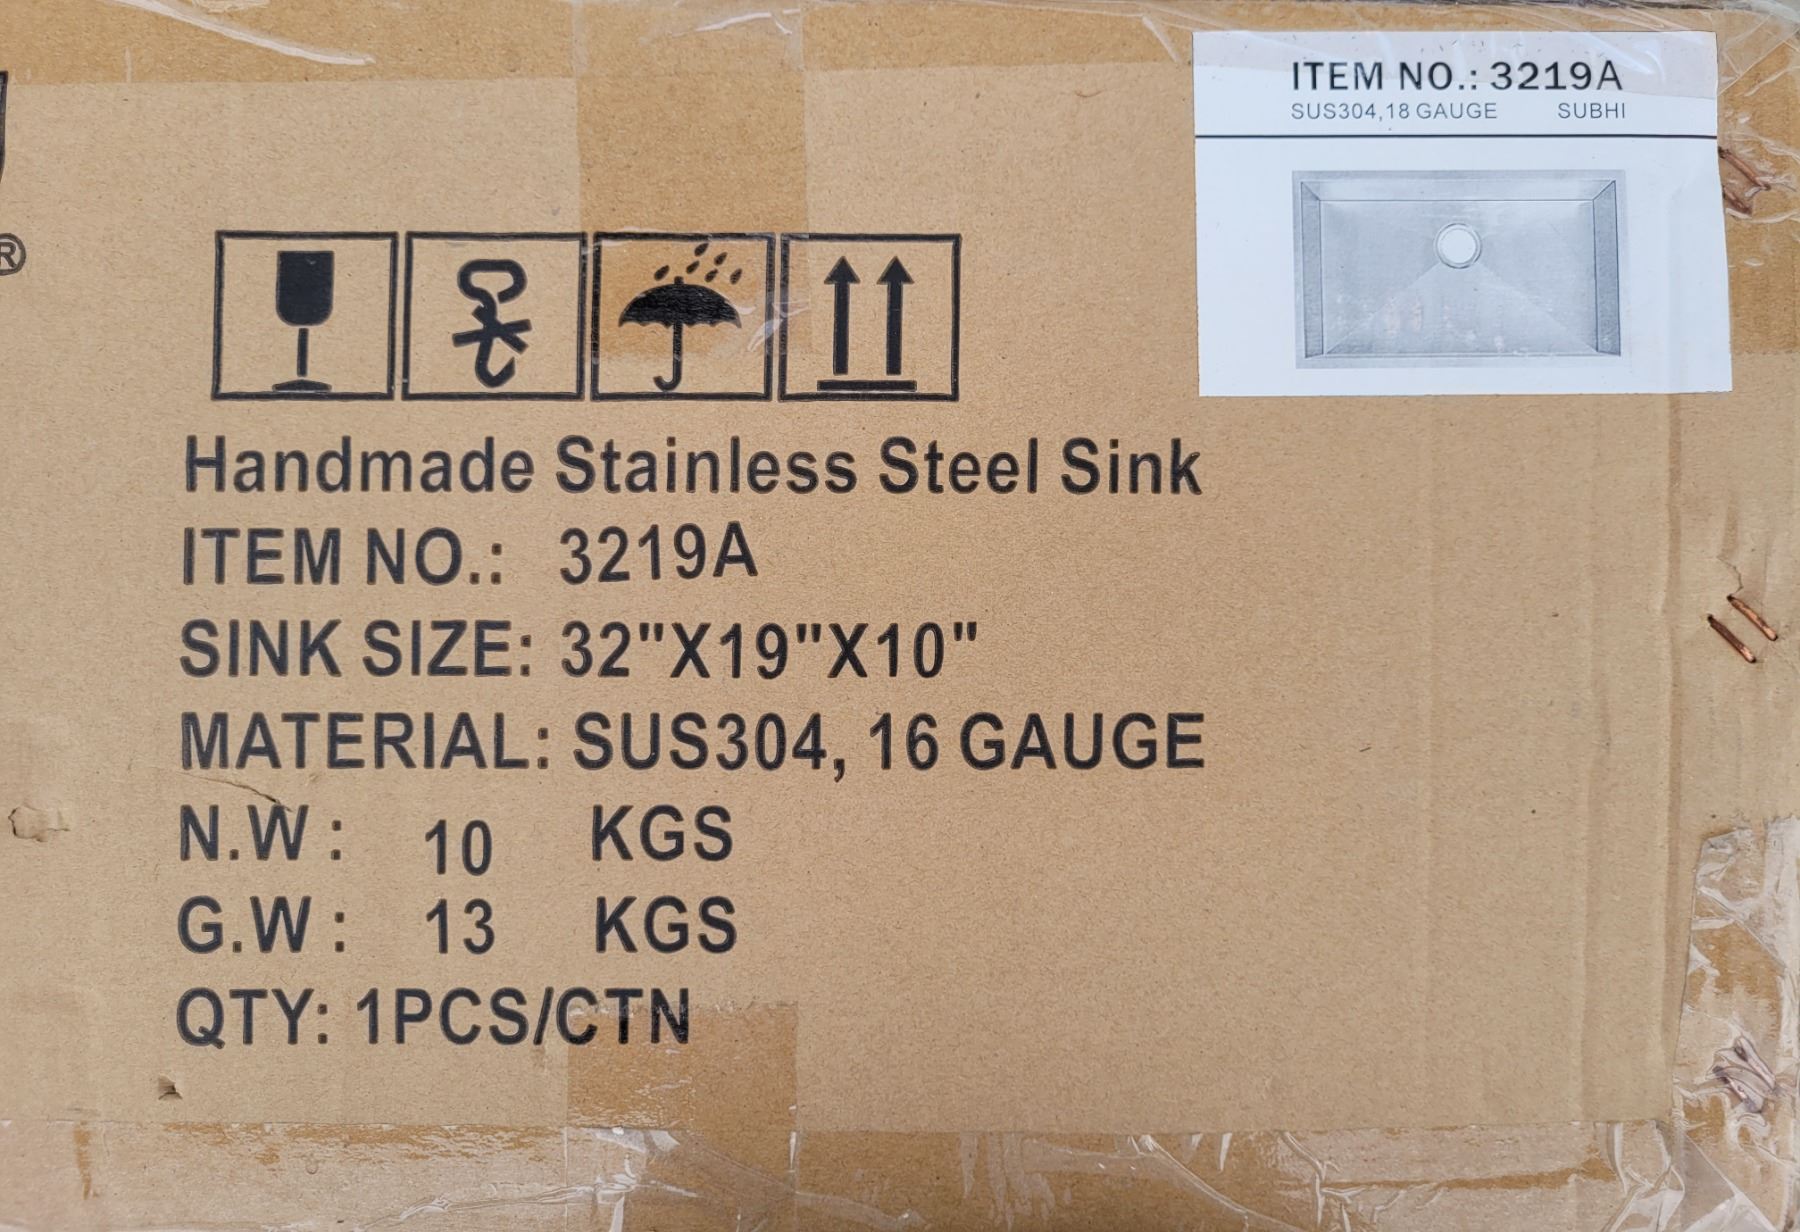 ITEM NO.: 3219A
SUS304,18 GAUGE SUBHI
®
Handmade Stainless Steel Sink
ITEM NO.: 3219A
SINK SIZE: 32"X19"X10"
MATERIAL: SUS304, 16 GAUGE
N.W: 10 KGS
G.W: 13 KGS
QTY: 1PCS/CTN